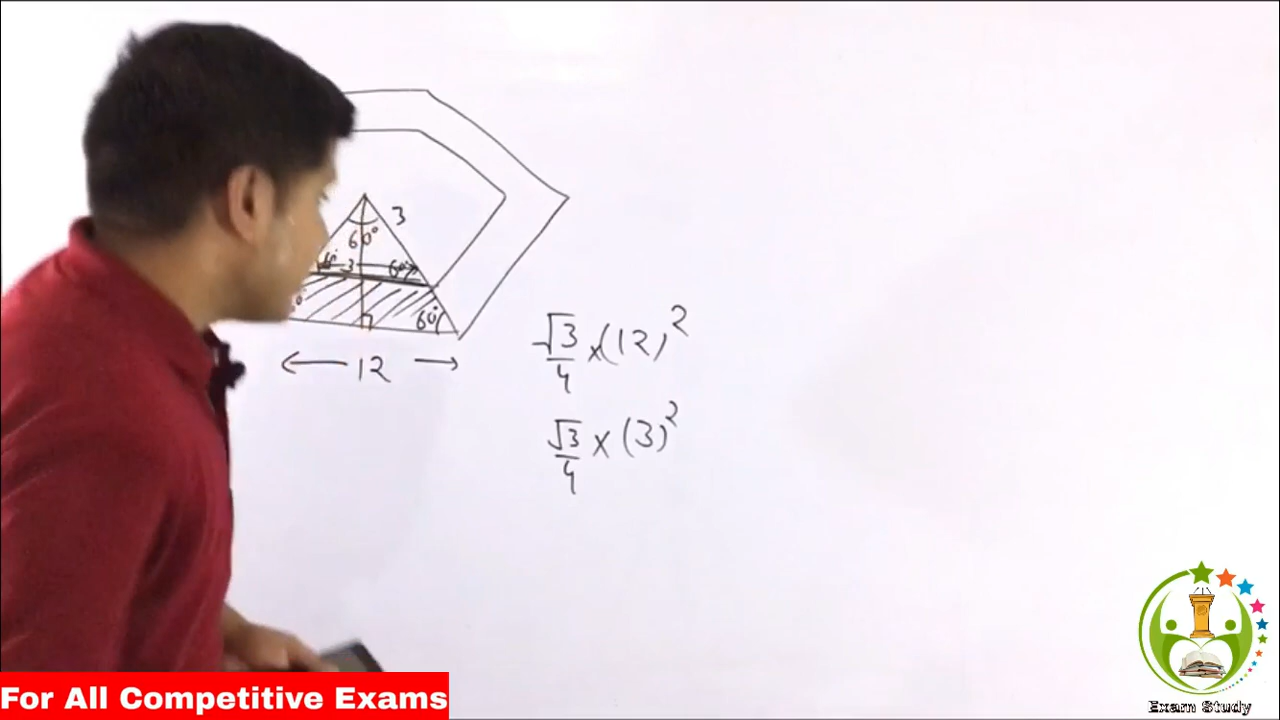 3
60°
60° 3 60°
60°
12
√3/4 × (12)²
√3/4 × (3)²
For All Competitive Exams
Exam Study